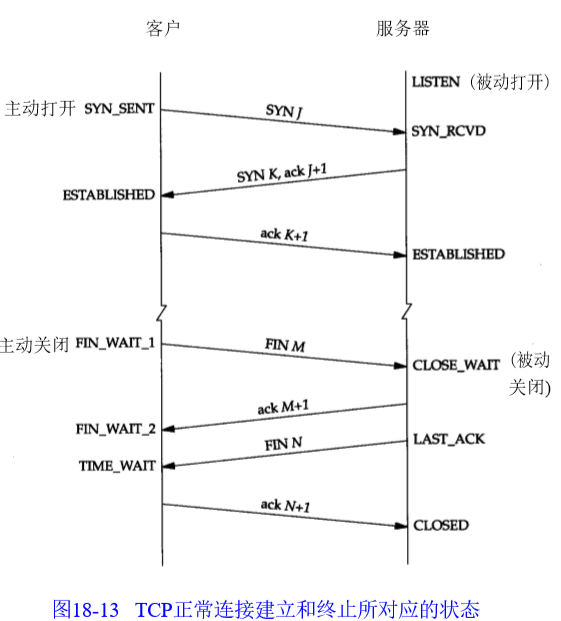 客户 服务器
LISTEN (被动打开)
主动打开 SYN_SENT
SYN J
SYN_RCVD
SYN K, ack J+1
ESTABLISHED
ack K+1
ESTABLISHED
主动关闭 FIN_WAIT_1
FIN M
CLOSE_WAIT (被动
关闭)
ack M+1
FIN_WAIT_2
LAST_ACK
FIN N
TIME_WAIT
ack N+1
CLOSED
图18-13 TCP正常连接建立和终止所对应的状态